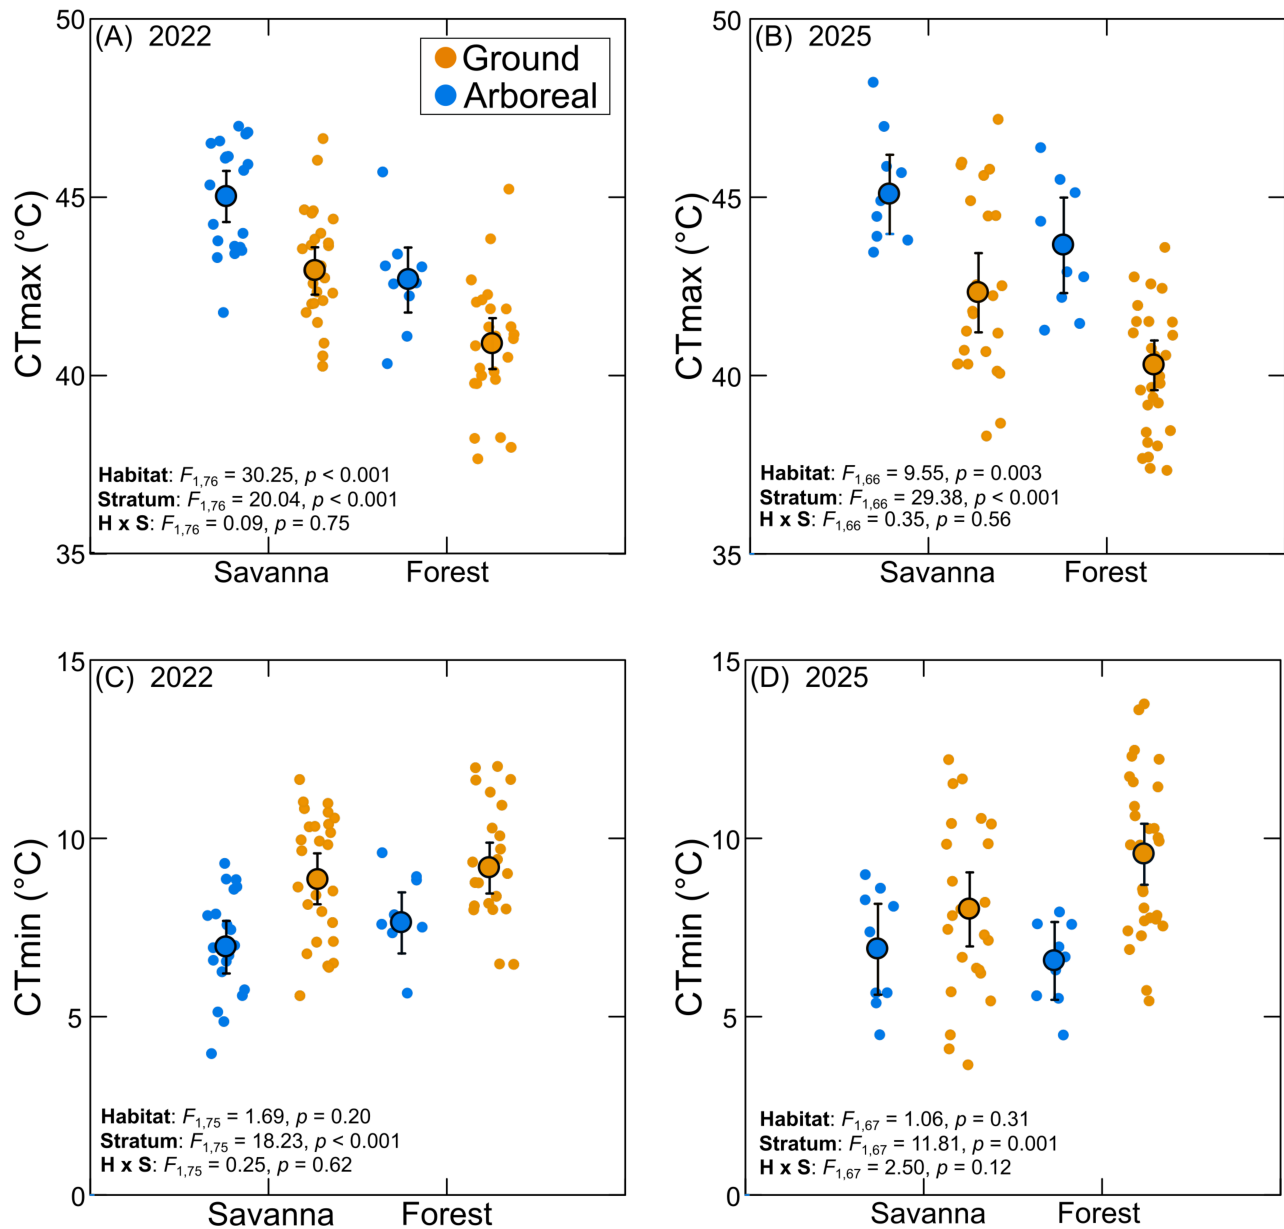 (A) 2022
Ground
Arboreal
50
45
40
35
CTmax (°C)
Habitat: F1,76 = 30.25, p < 0.001
Stratum: F1,76 = 20.04, p < 0.001
H x S: F1,76 = 0.09, p = 0.75
Savanna Forest
(B) 2025
50
45
40
35
CTmax (°C)
Habitat: F1,66 = 9.55, p = 0.003
Stratum: F1,66 = 29.38, p < 0.001
H x S: F1,66 = 0.35, p = 0.56
Savanna Forest
(C) 2022
15
10
5
0
CTmin (°C)
Habitat: F1,75 = 1.69, p = 0.20
Stratum: F1,75 = 18.23, p < 0.001
H x S: F1,75 = 0.25, p = 0.62
Savanna Forest
(D) 2025
15
10
5
0
CTmin (°C)
Habitat: F1,67 = 1.06, p = 0.31
Stratum: F1,67 = 11.81, p = 0.001
H x S: F1,67 = 2.50, p = 0.12
Savanna Forest